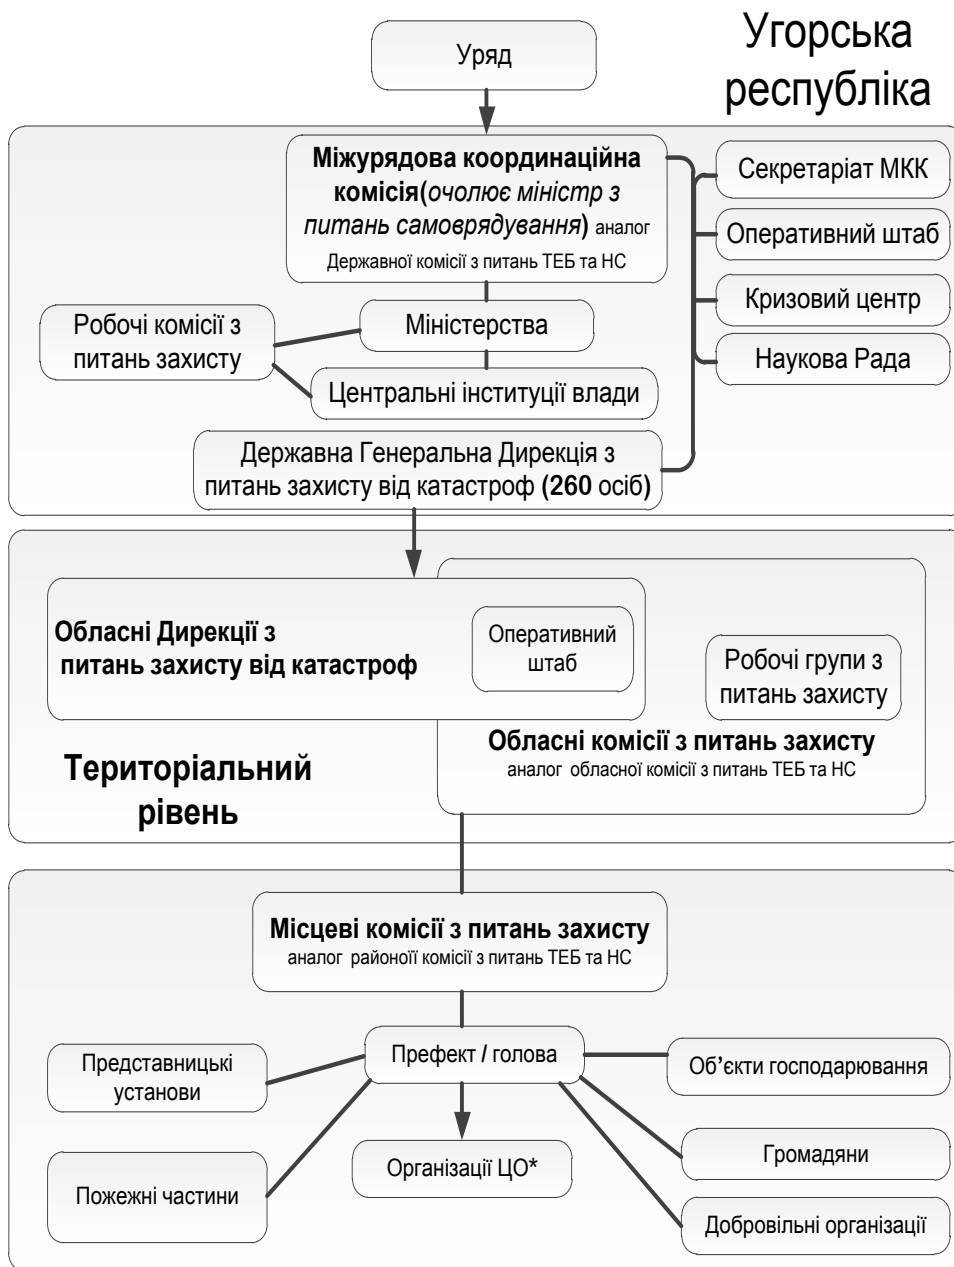 Угорська
республіка
Уряд
Міжурядова координаційна
комісія(очолює міністр з
питань самоврядування) аналог
Державної комісії з питань ТЕБ та НС
Секретаріат МКК
Оперативний штаб
Кризовий центр
Наукова Рада
Робочі комісії з
питань захисту
Міністерства
Центральні інституції влади
Державна Генеральна Дирекція з
питань захисту від катастроф (260 осіб)
Обласні Дирекції з
питань захисту від катастроф
Оперативний
штаб
Робочі групи з
питань захисту
Обласні комісії з питань захисту
аналог обласної комісії з питань ТЕБ та НС
Територіальний
рівень
Місцеві комісії з питань захисту
аналог районоїї комісії з питань ТЕБ та НС
Префект / голова
Представницькі
установи
Об’єкти господарювання
Організації ЦО*
Громадяни
Пожежні частини
Добровільні організації